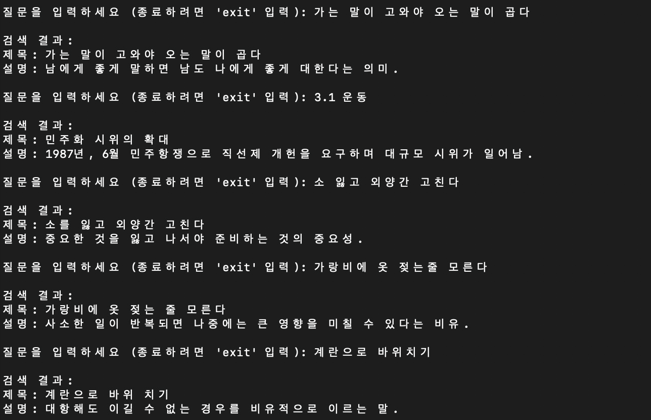 질문을 입력하세요 (종료하려면 'exit' 입력): 가는 말이 고와야 오는 말이 곱다
검색 결과:
제목: 가는 말이 고와야 오는 말이 곱다
설명: 남에게 좋게 말하면 남도 나에게 좋게 대한다는 의미.
질문을 입력하세요 (종료하려면 'exit' 입력): 3.1 운동
검색 결과:
제목: 민주화 시위의 확대
설명: 1987년, 6월 민주항쟁으로 직선제 개헌을 요구하며 대규모 시위가 일어남.
질문을 입력하세요 (종료하려면 'exit' 입력): 소 잃고 외양간 고친다
검색 결과:
제목: 소를 잃고 외양간 고친다
설명: 중요한 것을 잃고 나서야 준비하는 것의 중요성.
질문을 입력하세요 (종료하려면 'exit' 입력): 가랑비에 옷 젖는줄 모른다
검색 결과:
제목: 가랑비에 옷 젖는 줄 모른다
설명: 사소한 일이 반복되면 나중에는 큰 영향을 미칠 수 있다는 비유.
질문을 입력하세요 (종료하려면 'exit' 입력): 계란으로 바위치기
검색 결과:
제목: 계란으로 바위 치기
설명: 대항해도 이길 수 없는 경우를 비유적으로 이르는 말.